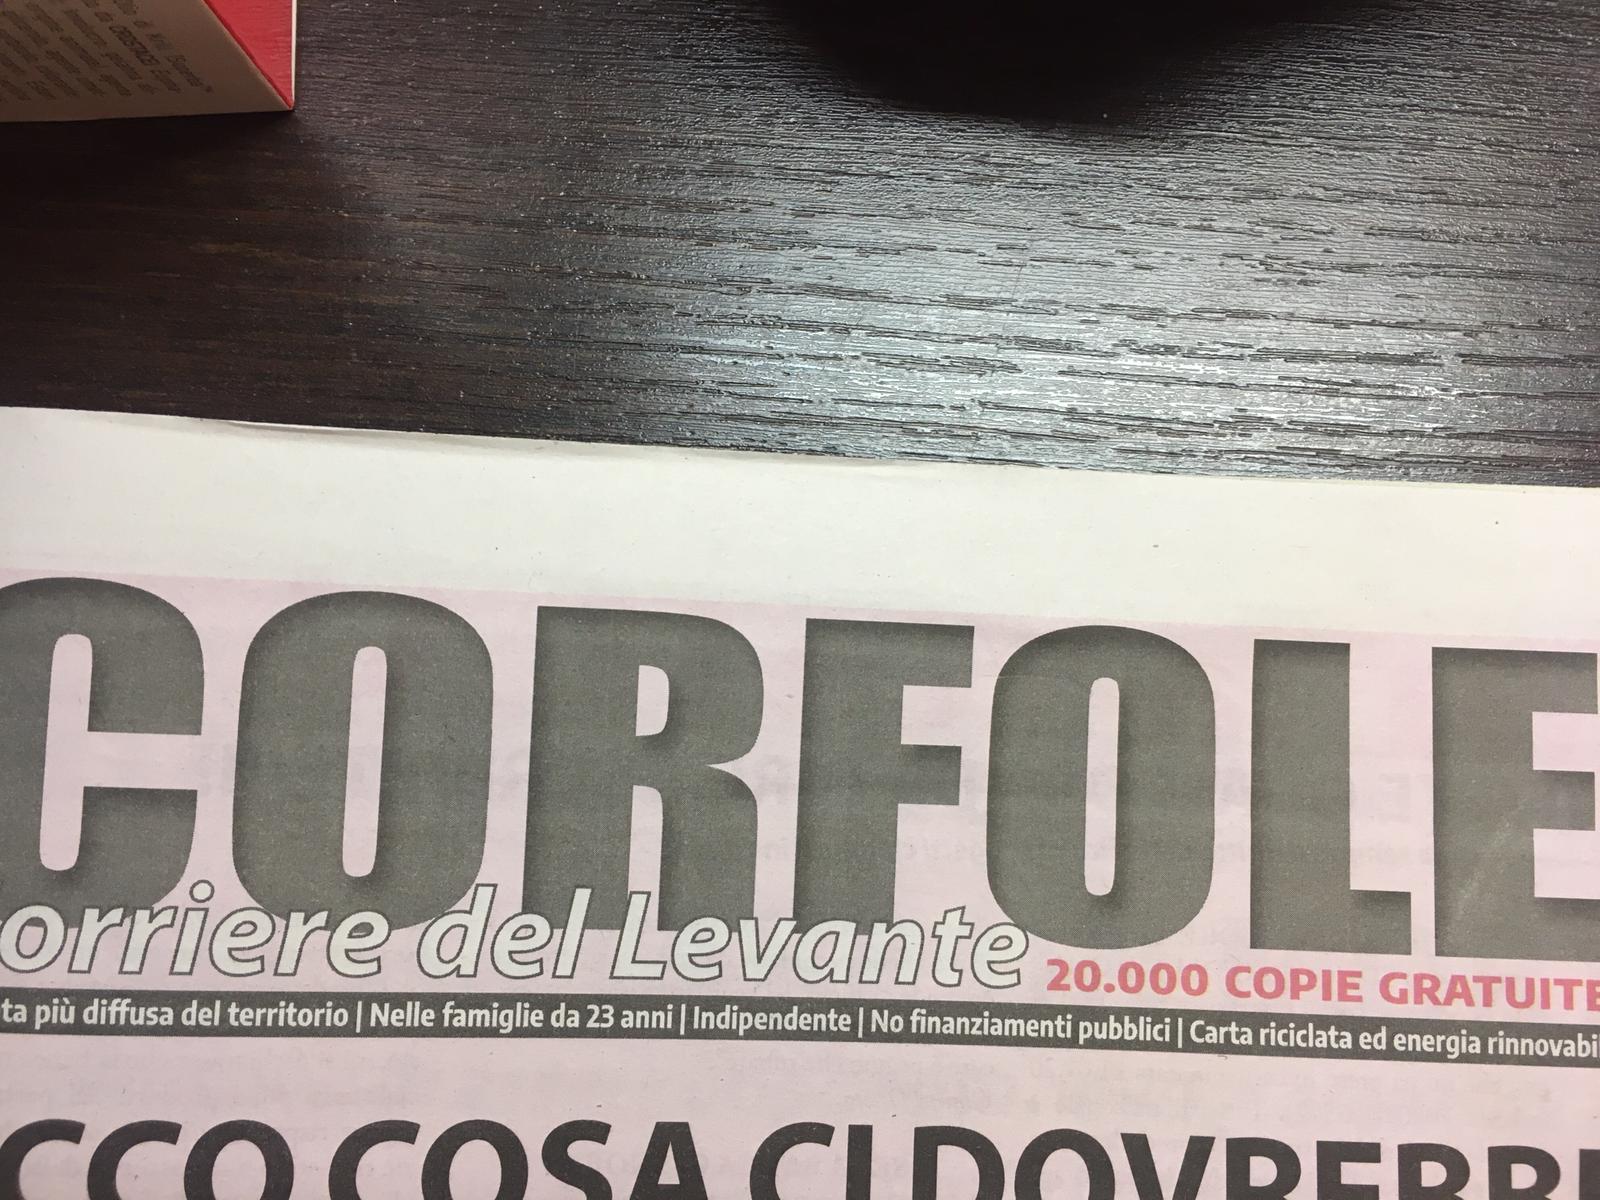 CORFOLE
orriere del Levante
20.000 COPIE GRATUITE
ta più diffusa del territorio | Nelle famiglie da 23 anni | Indipendente | No finanziamenti pubblici | Carta riciclata ed energia rinnovabi
CCO COSA CI DOVREBB